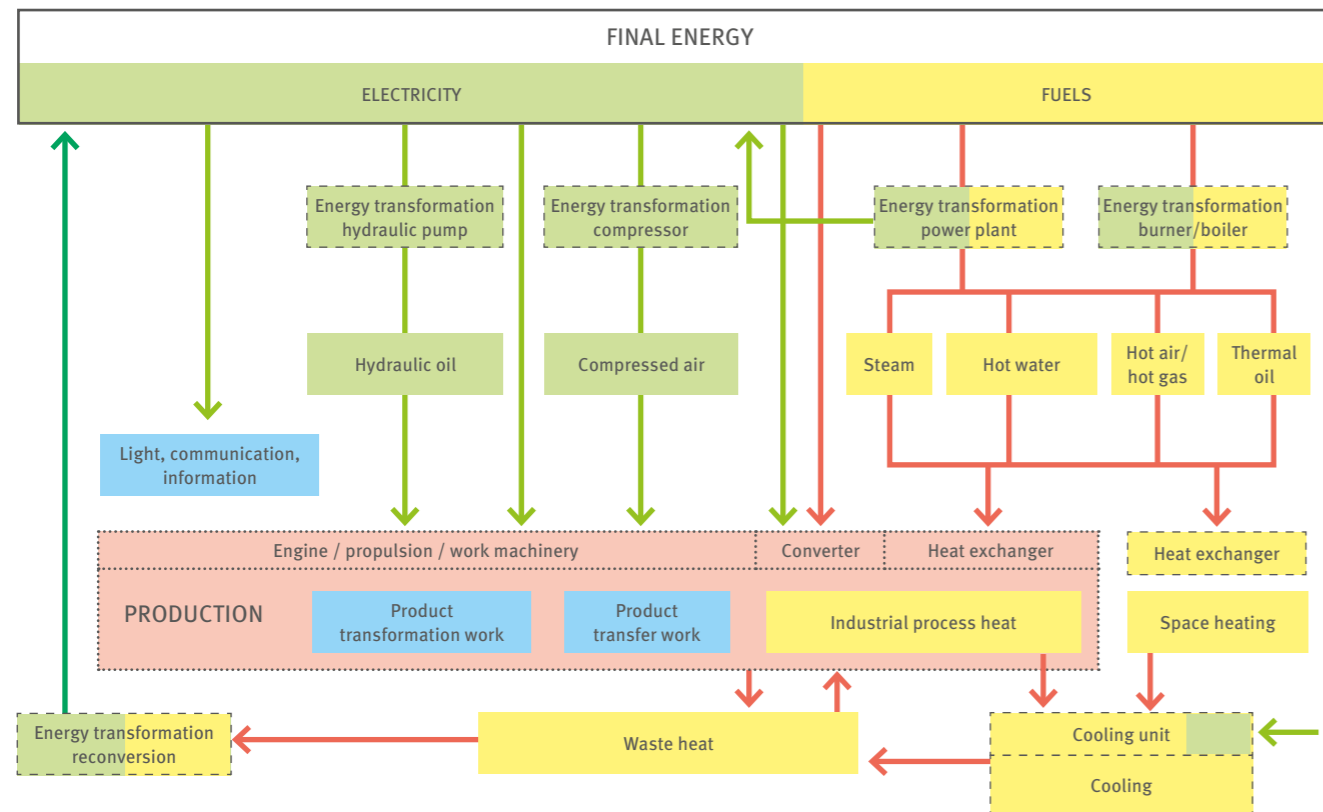 FINAL ENERGY
ELECTRICITY
FUELS
Energy transformation
hydraulic pump
Energy transformation
compressor
Energy transformation
power plant
Energy transformation
burner/boiler
Hydraulic oil
Compressed air
Steam
Hot water
Hot air/
hot gas
Thermal
oil
Light, communication,
information
Engine / propulsion / work machinery
Converter
Heat exchanger
Heat exchanger
PRODUCTION
Product
transformation work
Product
transfer work
Industrial process heat
Space heating
Energy transformation
reconversion
Waste heat
Cooling unit
Cooling